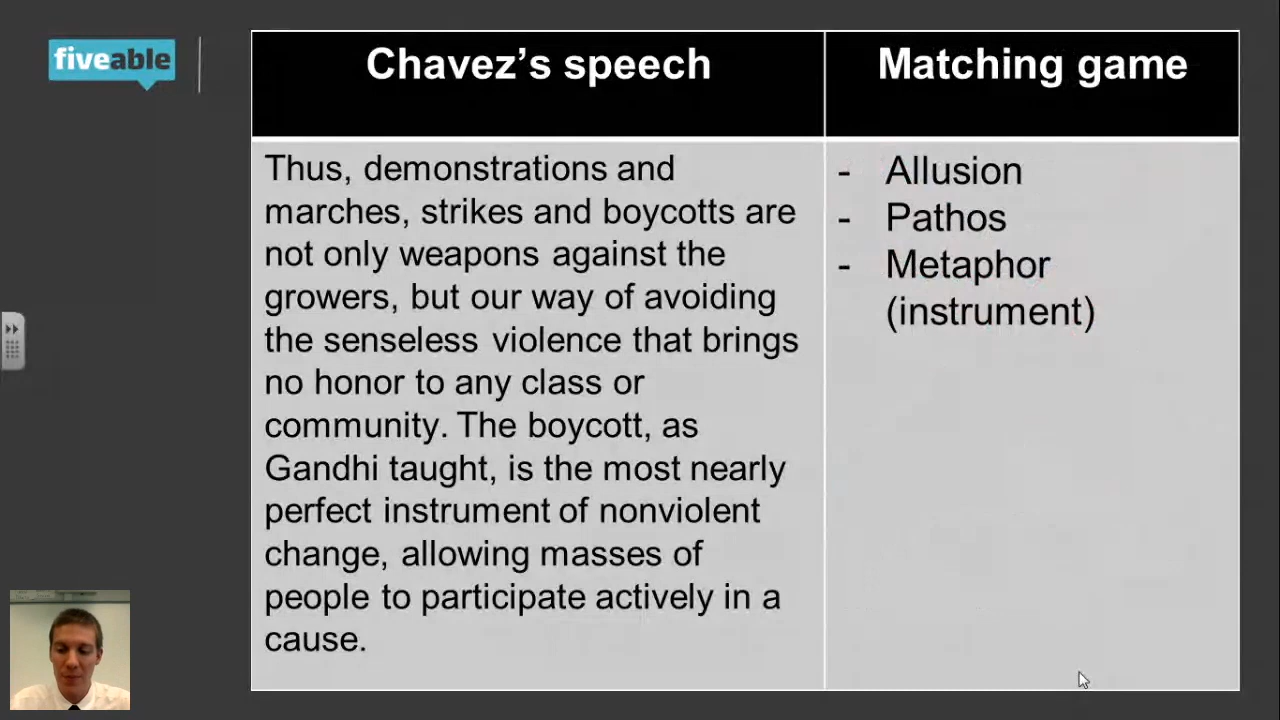 fiveable
Chavez’s speech
Matching game
Thus, demonstrations and
marches, strikes and boycotts are
not only weapons against the
growers, but our way of avoiding
the senseless violence that brings
no honor to any class or
community. The boycott, as
Gandhi taught, is the most nearly
perfect instrument of nonviolent
change, allowing masses of
people to participate actively in a
cause.
- Allusion
- Pathos
- Metaphor
(instrument)